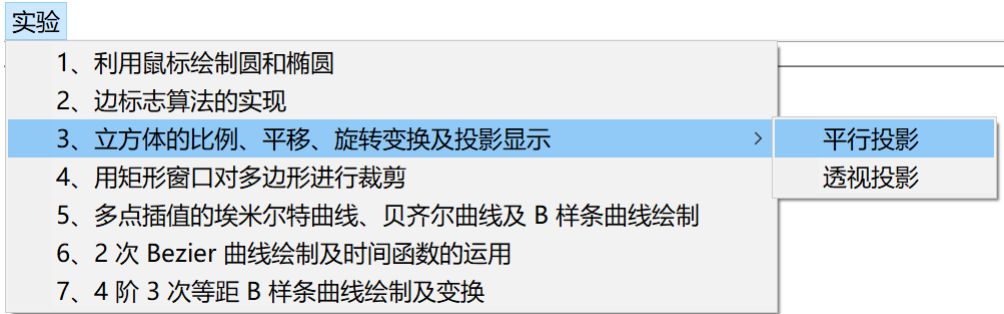 实验
1、利用鼠标绘制圆和椭圆
2、边标志算法的实现
3、立方体的比例、平移、旋转变换及投影显示
平行投影
4、用矩形窗口对多边形进行裁剪
透视投影
5、多点插值的埃米尔特曲线、贝齐尔曲线及 B 样条曲线绘制
6、2 次 Bezier 曲线绘制及时间函数的运用
7、4 阶 3 次等距 B 样条曲线绘制及变换